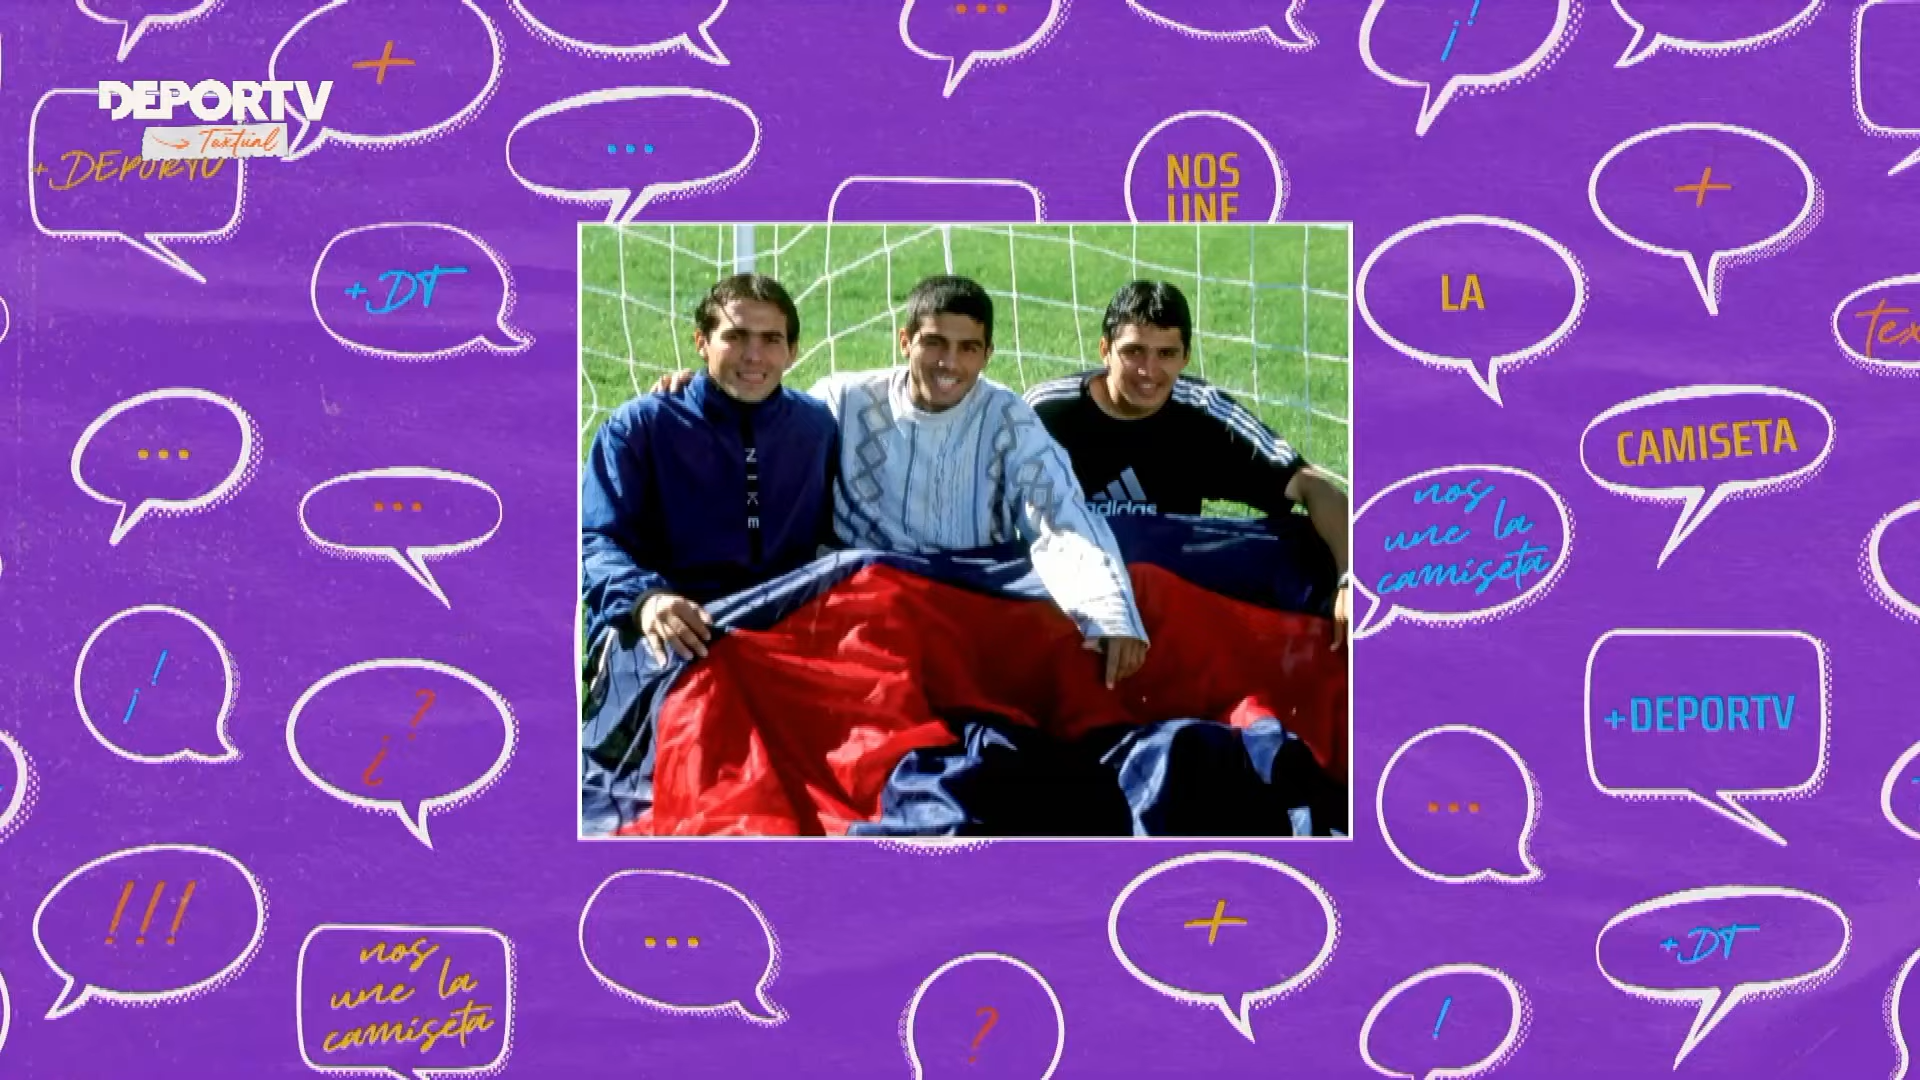 DEPORTV
Textual
+DEPORTV
+DT
NOS
UNE
LA
CAMISETA
nos
une la
camiseta
NIKE
adidas
+DEPORTV
nos
une la
camiseta
+DT